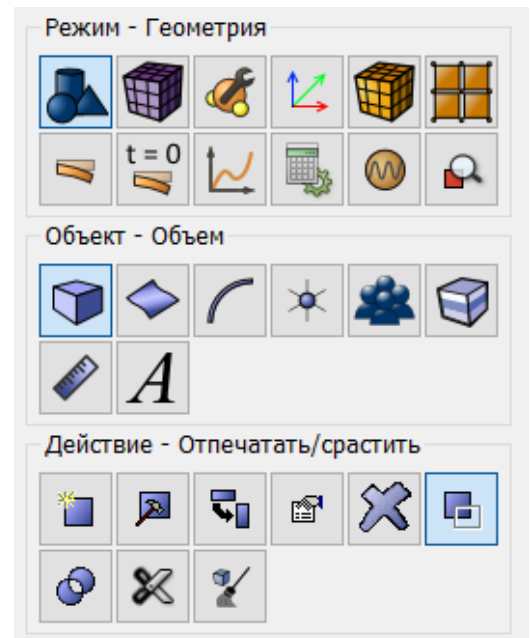 Режим - Геометрия
t = 0
Объект - Объем
A
Действие - Отпечатать/срастить